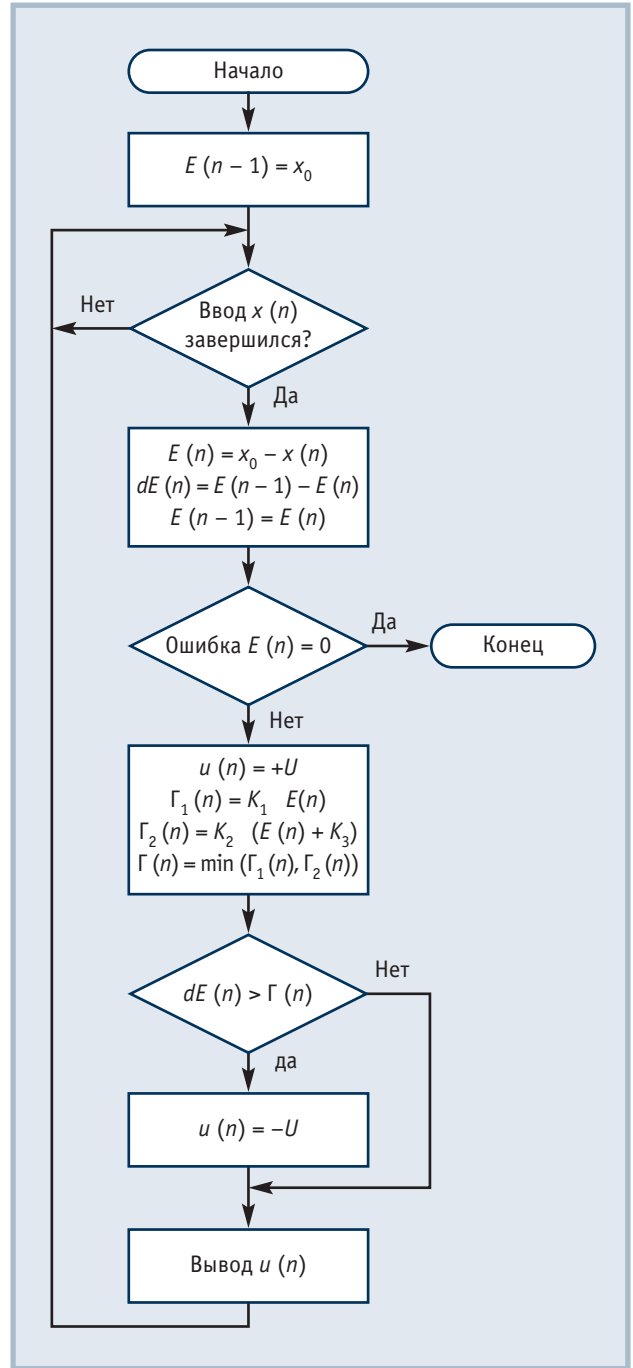 Начало
E (n – 1) = x₀
Ввод x (n)
завершился?
Нет
Да
E (n) = x₀ – x (n)
dE (n) = E (n – 1) – E (n)
E (n – 1) = E (n)
Ошибка E (n) = 0
Да
Конец
Нет
u (n) = +U
Γ₁ (n) = K₁ E(n)
Γ₂ (n) = K₂ (E (n) + K₃)
Γ (n) = min (Γ₁ (n), Γ₂ (n))
dE (n) > Γ (n)
Нет
да
u (n) = –U
Вывод u (n)